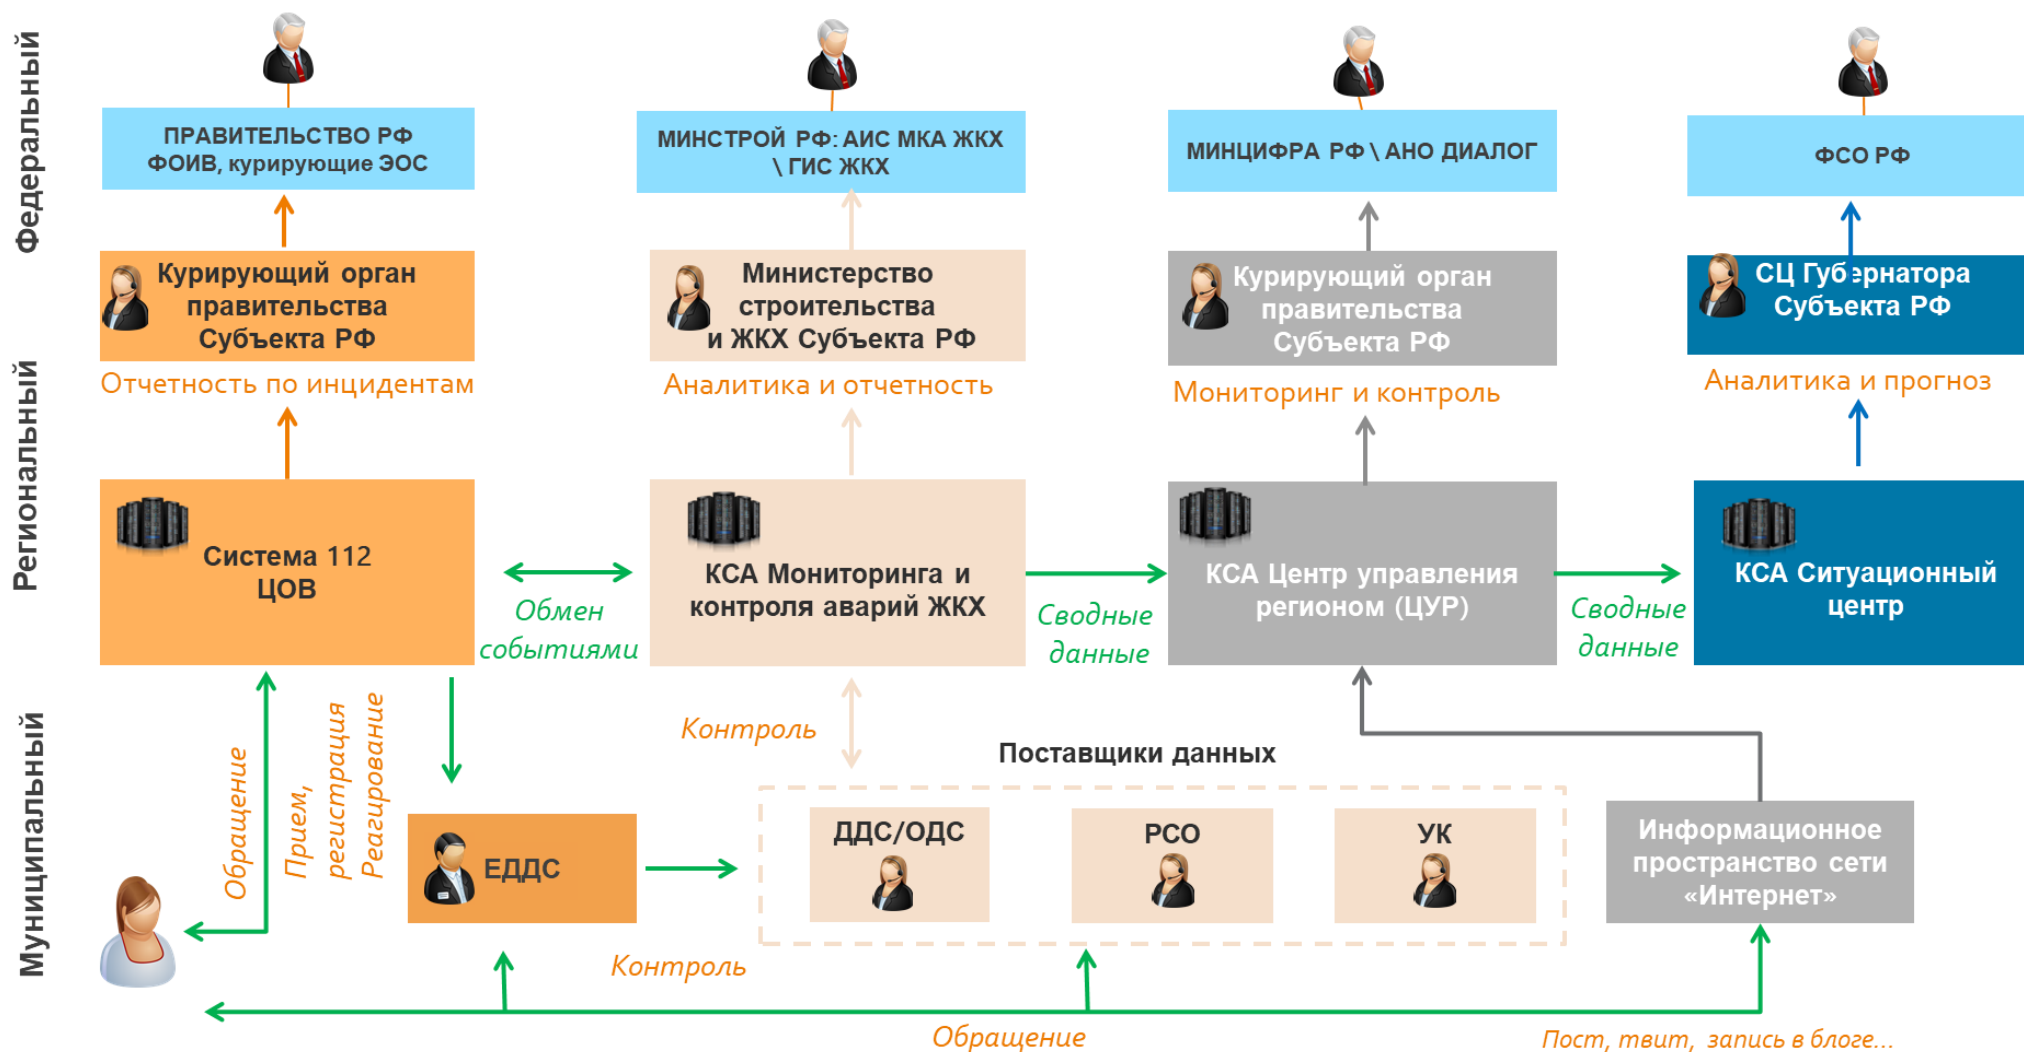 Федеральный
ПРАВИТЕЛЬСТВО РФ
ФОИВ, курирующие ЭОС
МИНСТРОЙ РФ: АИС МКА ЖКХ
\ ГИС ЖКХ
МИНЦИФРА РФ \ АНО ДИАЛОГ
ФСО РФ
Курирующий орган
правительства
Субъекта РФ
Министерство
строительства
и ЖКХ Субъекта РФ
Курирующий орган
правительства
Субъекта РФ
СЦ Губернатора
Субъекта РФ
Региональный
Отчетность по инцидентам
Аналитика и отчетность
Мониторинг и контроль
Аналитика и прогноз
Система 112
ЦОВ
Обмен
событиями
КСА Мониторинга и
контроля аварий ЖКХ
Сводные
данные
КСА Центр управления
регионом (ЦУР)
Сводные
данные
КСА Ситуационный
центр
Муниципальный
Обращение
Прием,
регистрация
Реагирование
Контроль
Поставщики данных
ЕДДС
ДДС/ОДС
РСО
УК
Информационное
пространство сети
«Интернет»
Контроль
Обращение
Пост, твит, запись в блоге...